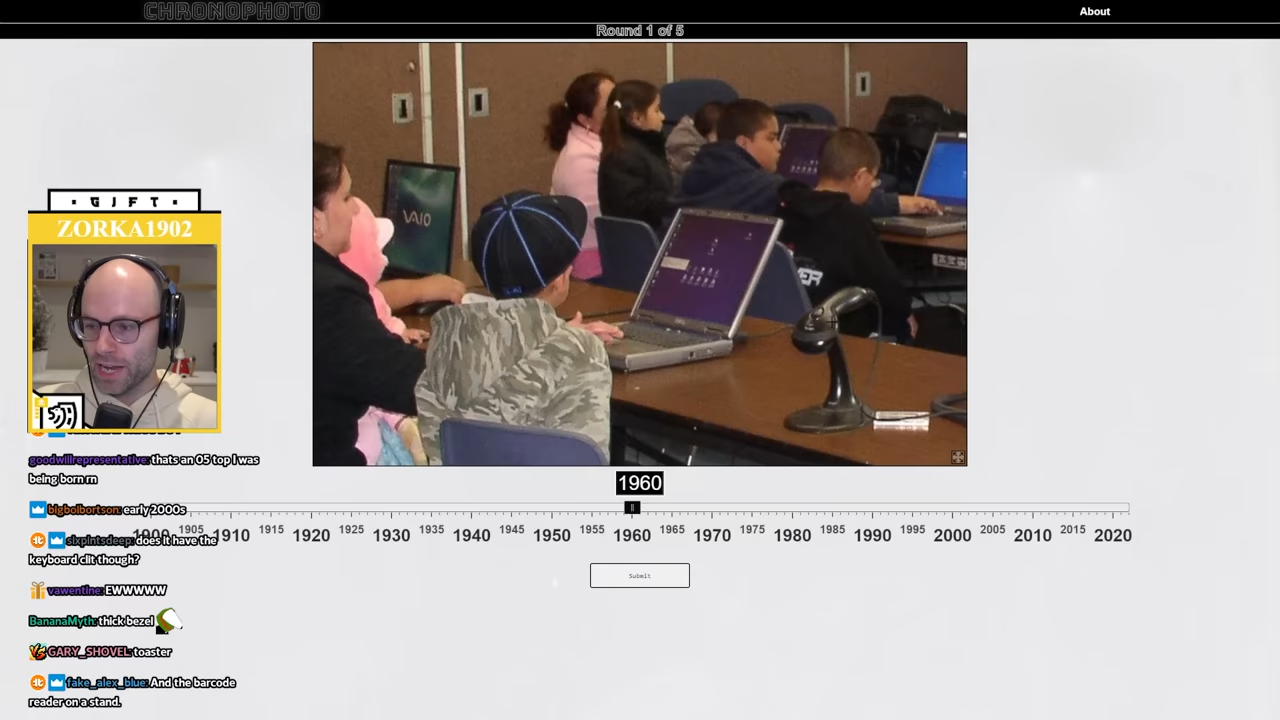 CHRONOPHOTO
About
Round 1 of 5
VAIO
· GIFT ·
ZORKA1902
goodwillrepresentative: thats an 05 top I was
being born rn
bigboibortson: early 2000s
sixpintsdeep: does it have the
keyboard clit though?
vawentine: EWWWWW
BananaMyth: thick bezel
GARY_SHOVEL: toaster
fake_alex_blue: And the barcode
reader on a stand.
1960
1900 1905 1910 1915 1920 1925 1930 1935 1940 1945 1950 1955 1960 1965 1970 1975 1980 1985 1990 1995 2000 2005 2010 2015 2020
Submit